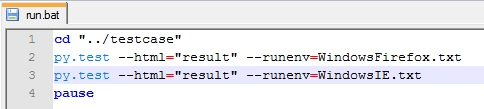 run.bat
1 cd "../testcase"
2 py.test --html="result" --runenv=WindowsFirefox.txt
3 py.test --html="result" --runenv=WindowsIE.txt
4 pause